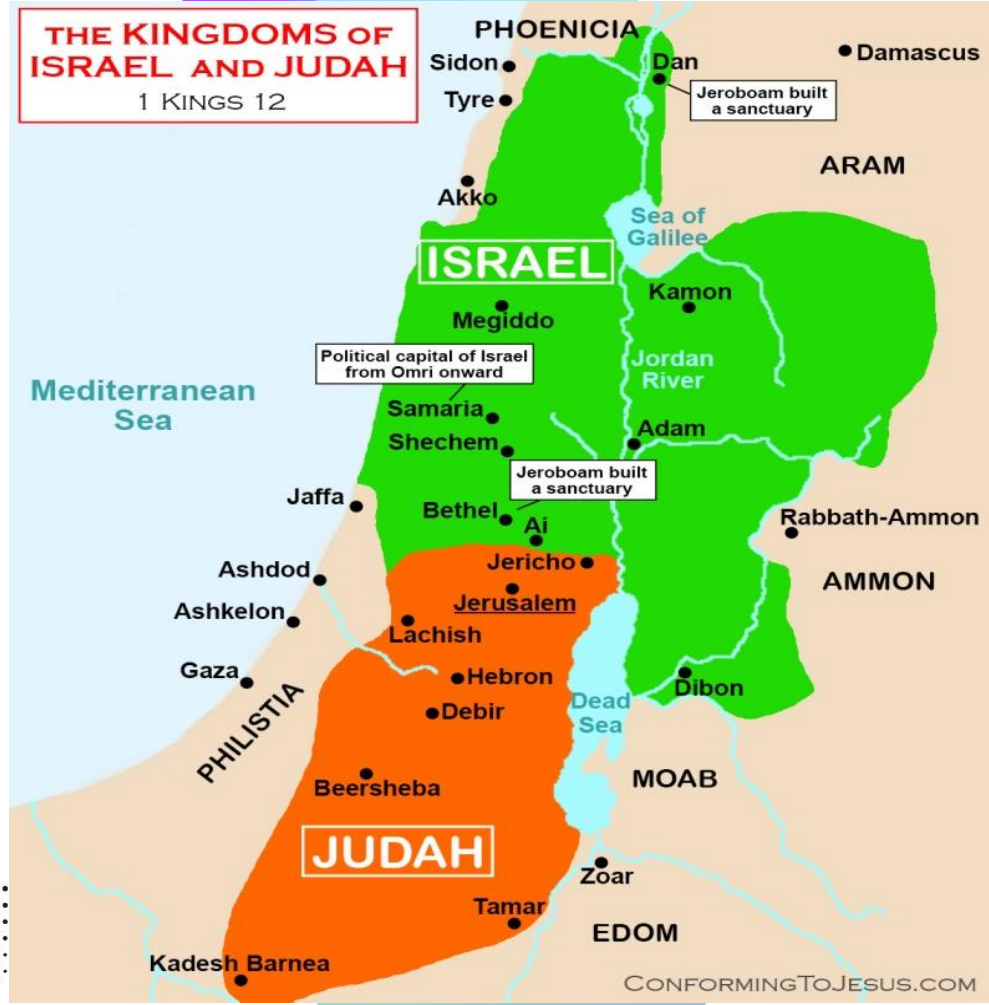 THE KINGDOMS OF
ISRAEL AND JUDAH
1 KINGS 12
PHOENICIA
Sidon
Dan
Damascus
Tyre
Jeroboam built
a sanctuary
ARAM
Akko
Sea of
Galilee
ISRAEL
Kamon
Megiddo
Political capital of Israel
from Omri onward
Jordan
River
Mediterranean
Sea
Samaria
Adam
Shechem
Jeroboam built
a sanctuary
Jaffa
Bethel
Ai
Rabbath-Ammon
Jericho
Ashdod
AMMON
Jerusalem
Ashkelon
Lachish
Gaza
Hebron
Dibon
Dead
Sea
Debir
PHILISTIA
MOAB
Beersheba
JUDAH
Zoar
Tamar
EDOM
Kadesh Barnea
CONFORMINGTOJESUS.COM